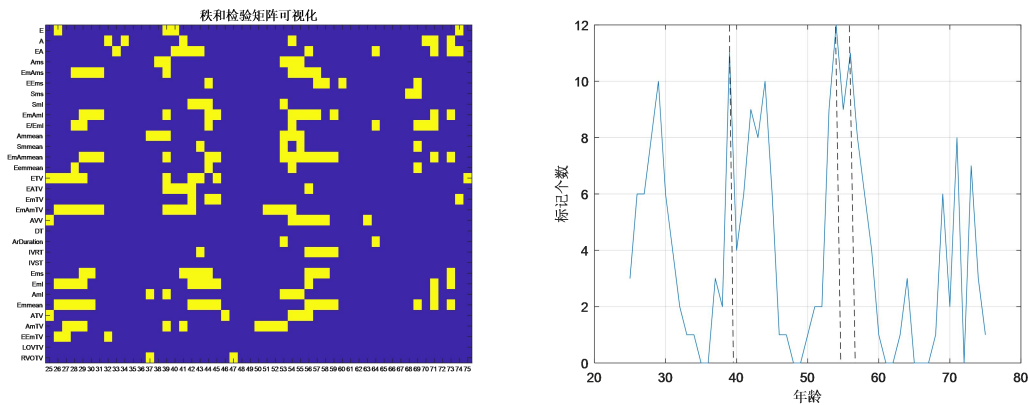 秩和检验矩阵可视化
E
A
EA
Ams
EmAms
EEms
Sms
Sml
EmAml
E/Eml
Ammean
Smmean
EmAmmean
Eemmean
ETV
EATV
EmTV
EmAmTV
AVV
DT
ArDuration
IVRT
IVST
Ems
Eml
Aml
Emmean
ATV
AmTV
EEmTV
LOVTV
RVOTV
25 26 27 28 29 30 31 32 33 34 35 36 37 38 39 40 41 42 43 44 45 46 47 48 49 50 51 52 53 54 55 56 57 58 59 60 61 62 63 64 65 66 67 68 69 70 71 72 73 74 75
标记个数
12
10
8
6
4
2
0
20 30 40 50 60 70 80
年龄